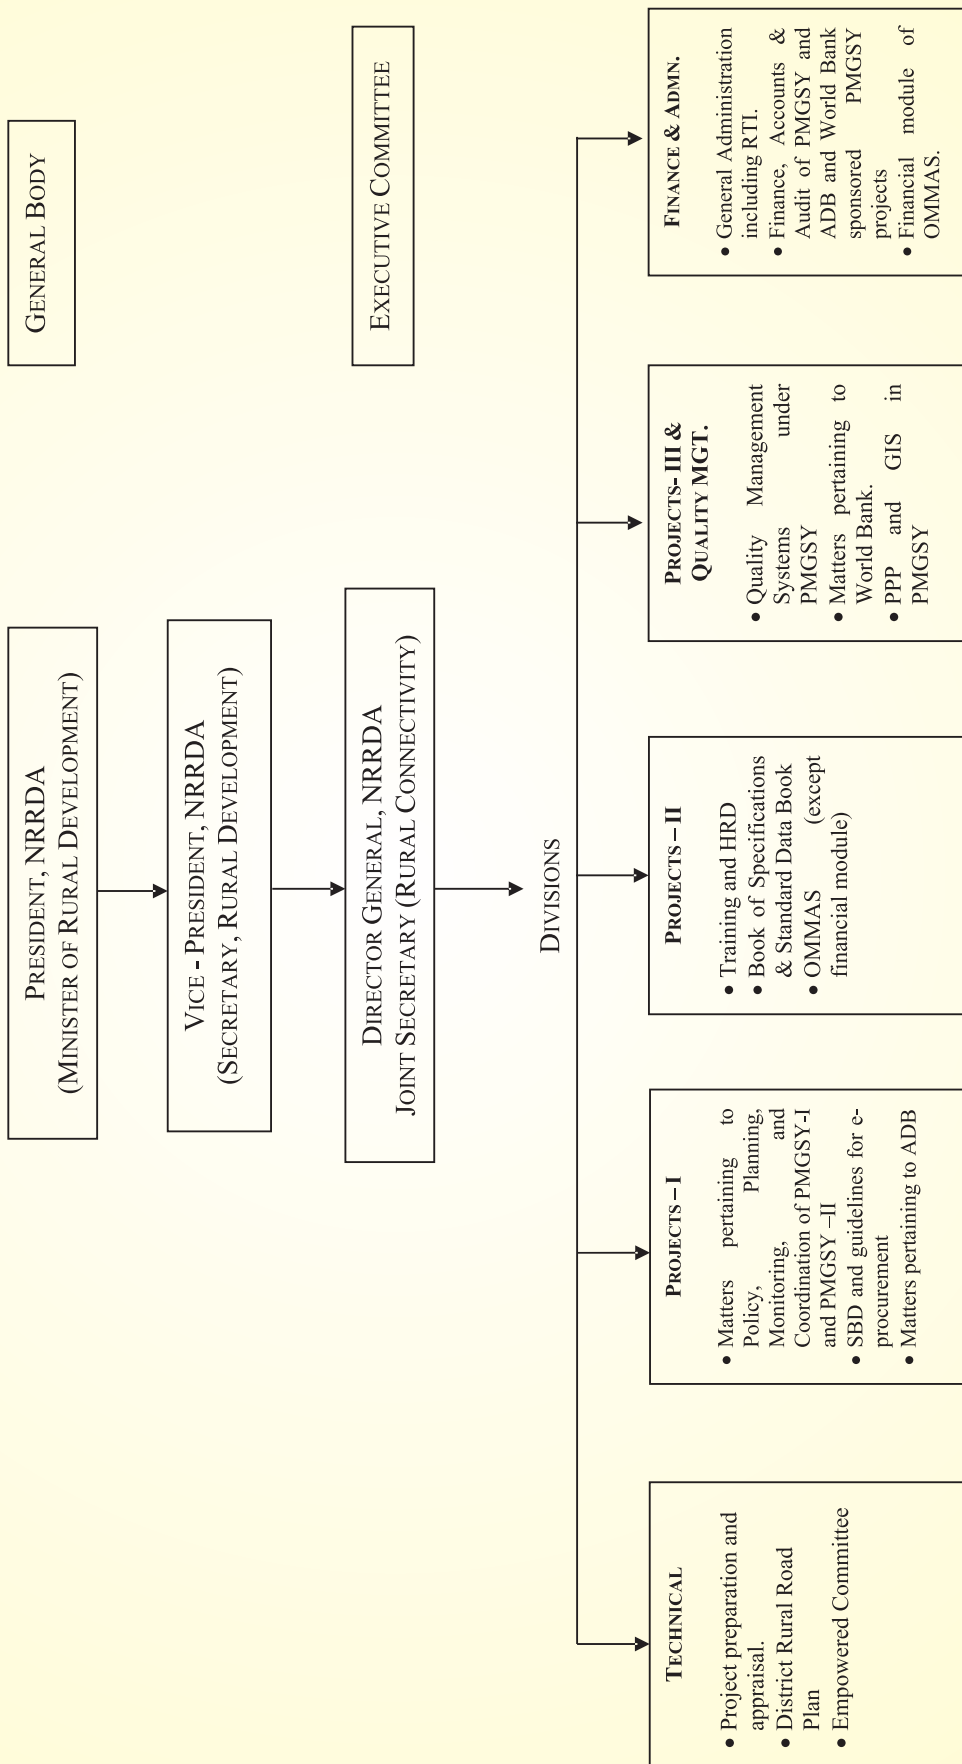 PRESIDENT, NRRDA
(MINISTER OF RURAL DEVELOPMENT)
GENERAL BODY
VICE - PRESIDENT, NRRDA
(SECRETARY, RURAL DEVELOPMENT)
DIRECTOR GENERAL, NRRDA
JOINT SECRETARY (RURAL CONNECTIVITY)
EXECUTIVE COMMITTEE
DIVISIONS
TECHNICAL
• Project preparation and
appraisal.
• District Rural Road
Plan
• Empowered Committee
PROJECTS – I
• Matters pertaining to
Policy, Planning,
Monitoring, and
Coordination of PMGSY-I
and PMGSY –II
• SBD and guidelines for e-
procurement
• Matters pertaining to ADB
PROJECTS – II
• Training and HRD
• Book of Specifications
& Standard Data Book
• OMMAS (except
financial module)
PROJECTS- III &
QUALITY MGT.
• Quality Management
Systems under
PMGSY
• Matters pertaining to
World Bank.
• PPP and GIS in
PMGSY
FINANCE & ADMN.
• General Administration
including RTI.
• Finance, Accounts &
Audit of PMGSY and
ADB and World Bank
sponsored PMGSY
projects
• Financial module of
OMMAS.